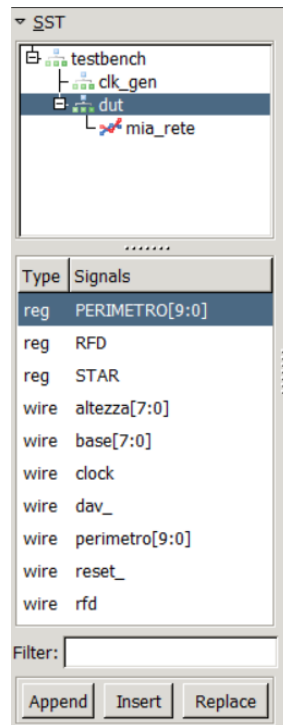 SST
testbench
clk_gen
dut
mia_rete
Type Signals
reg PERIMETRO[9:0]
reg RFD
reg STAR
wire altezza[7:0]
wire base[7:0]
wire clock
wire dav_
wire perimetro[9:0]
wire reset_
wire rfd
Filter:
Append Insert Replace